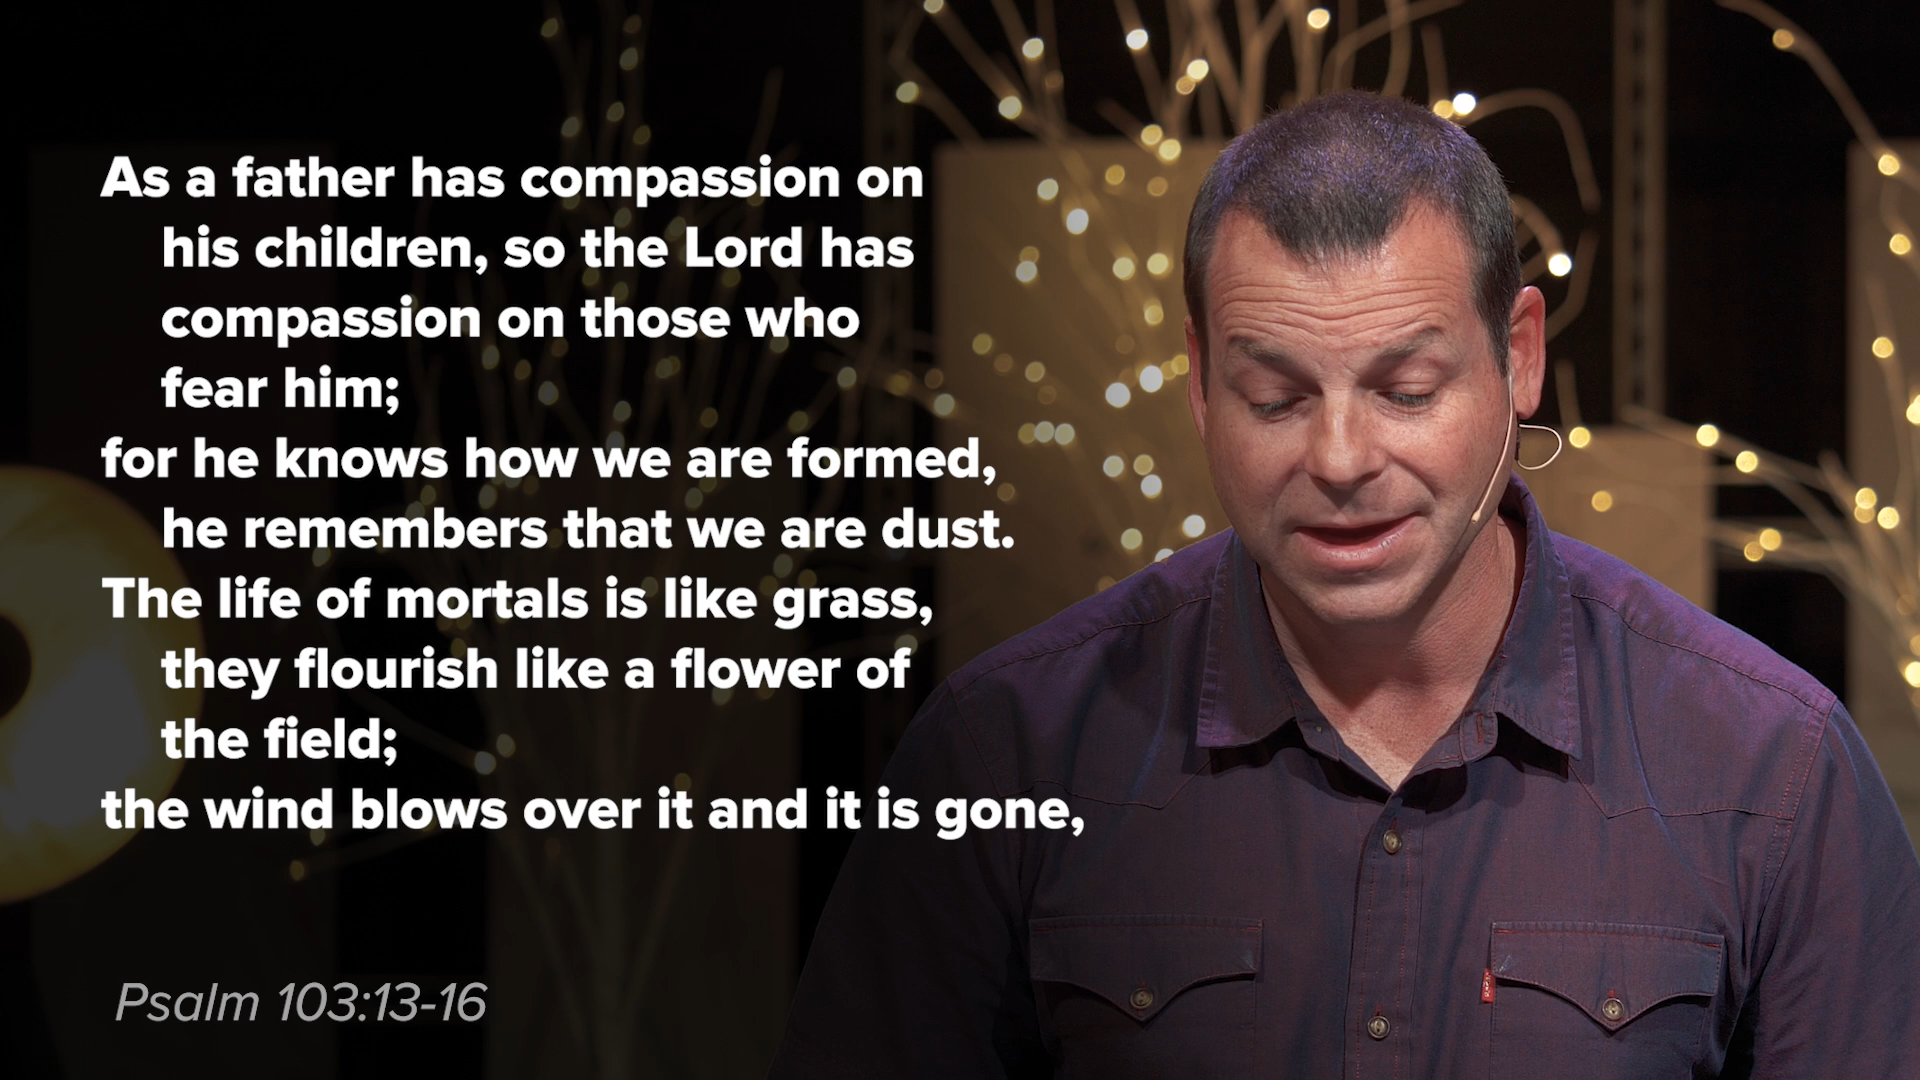 As a father has compassion on
his children, so the Lord has
compassion on those who
fear him;
for he knows how we are formed,
he remembers that we are dust.
The life of mortals is like grass,
they flourish like a flower of
the field;
the wind blows over it and it is gone,
Psalm 103:13-16